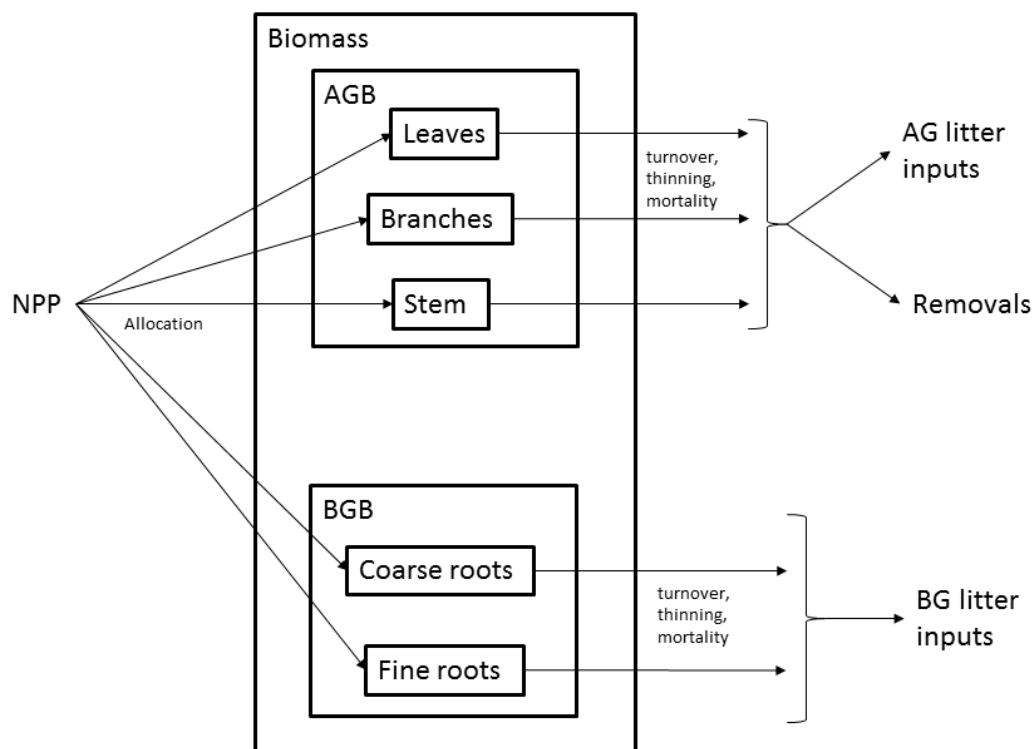 Biomass
AGB
Leaves
Branches
Stem
turnover,
thinning,
mortality
AG litter
inputs
Removals
NPP
Allocation
BGB
Coarse roots
Fine roots
turnover,
thinning,
mortality
BG litter
inputs